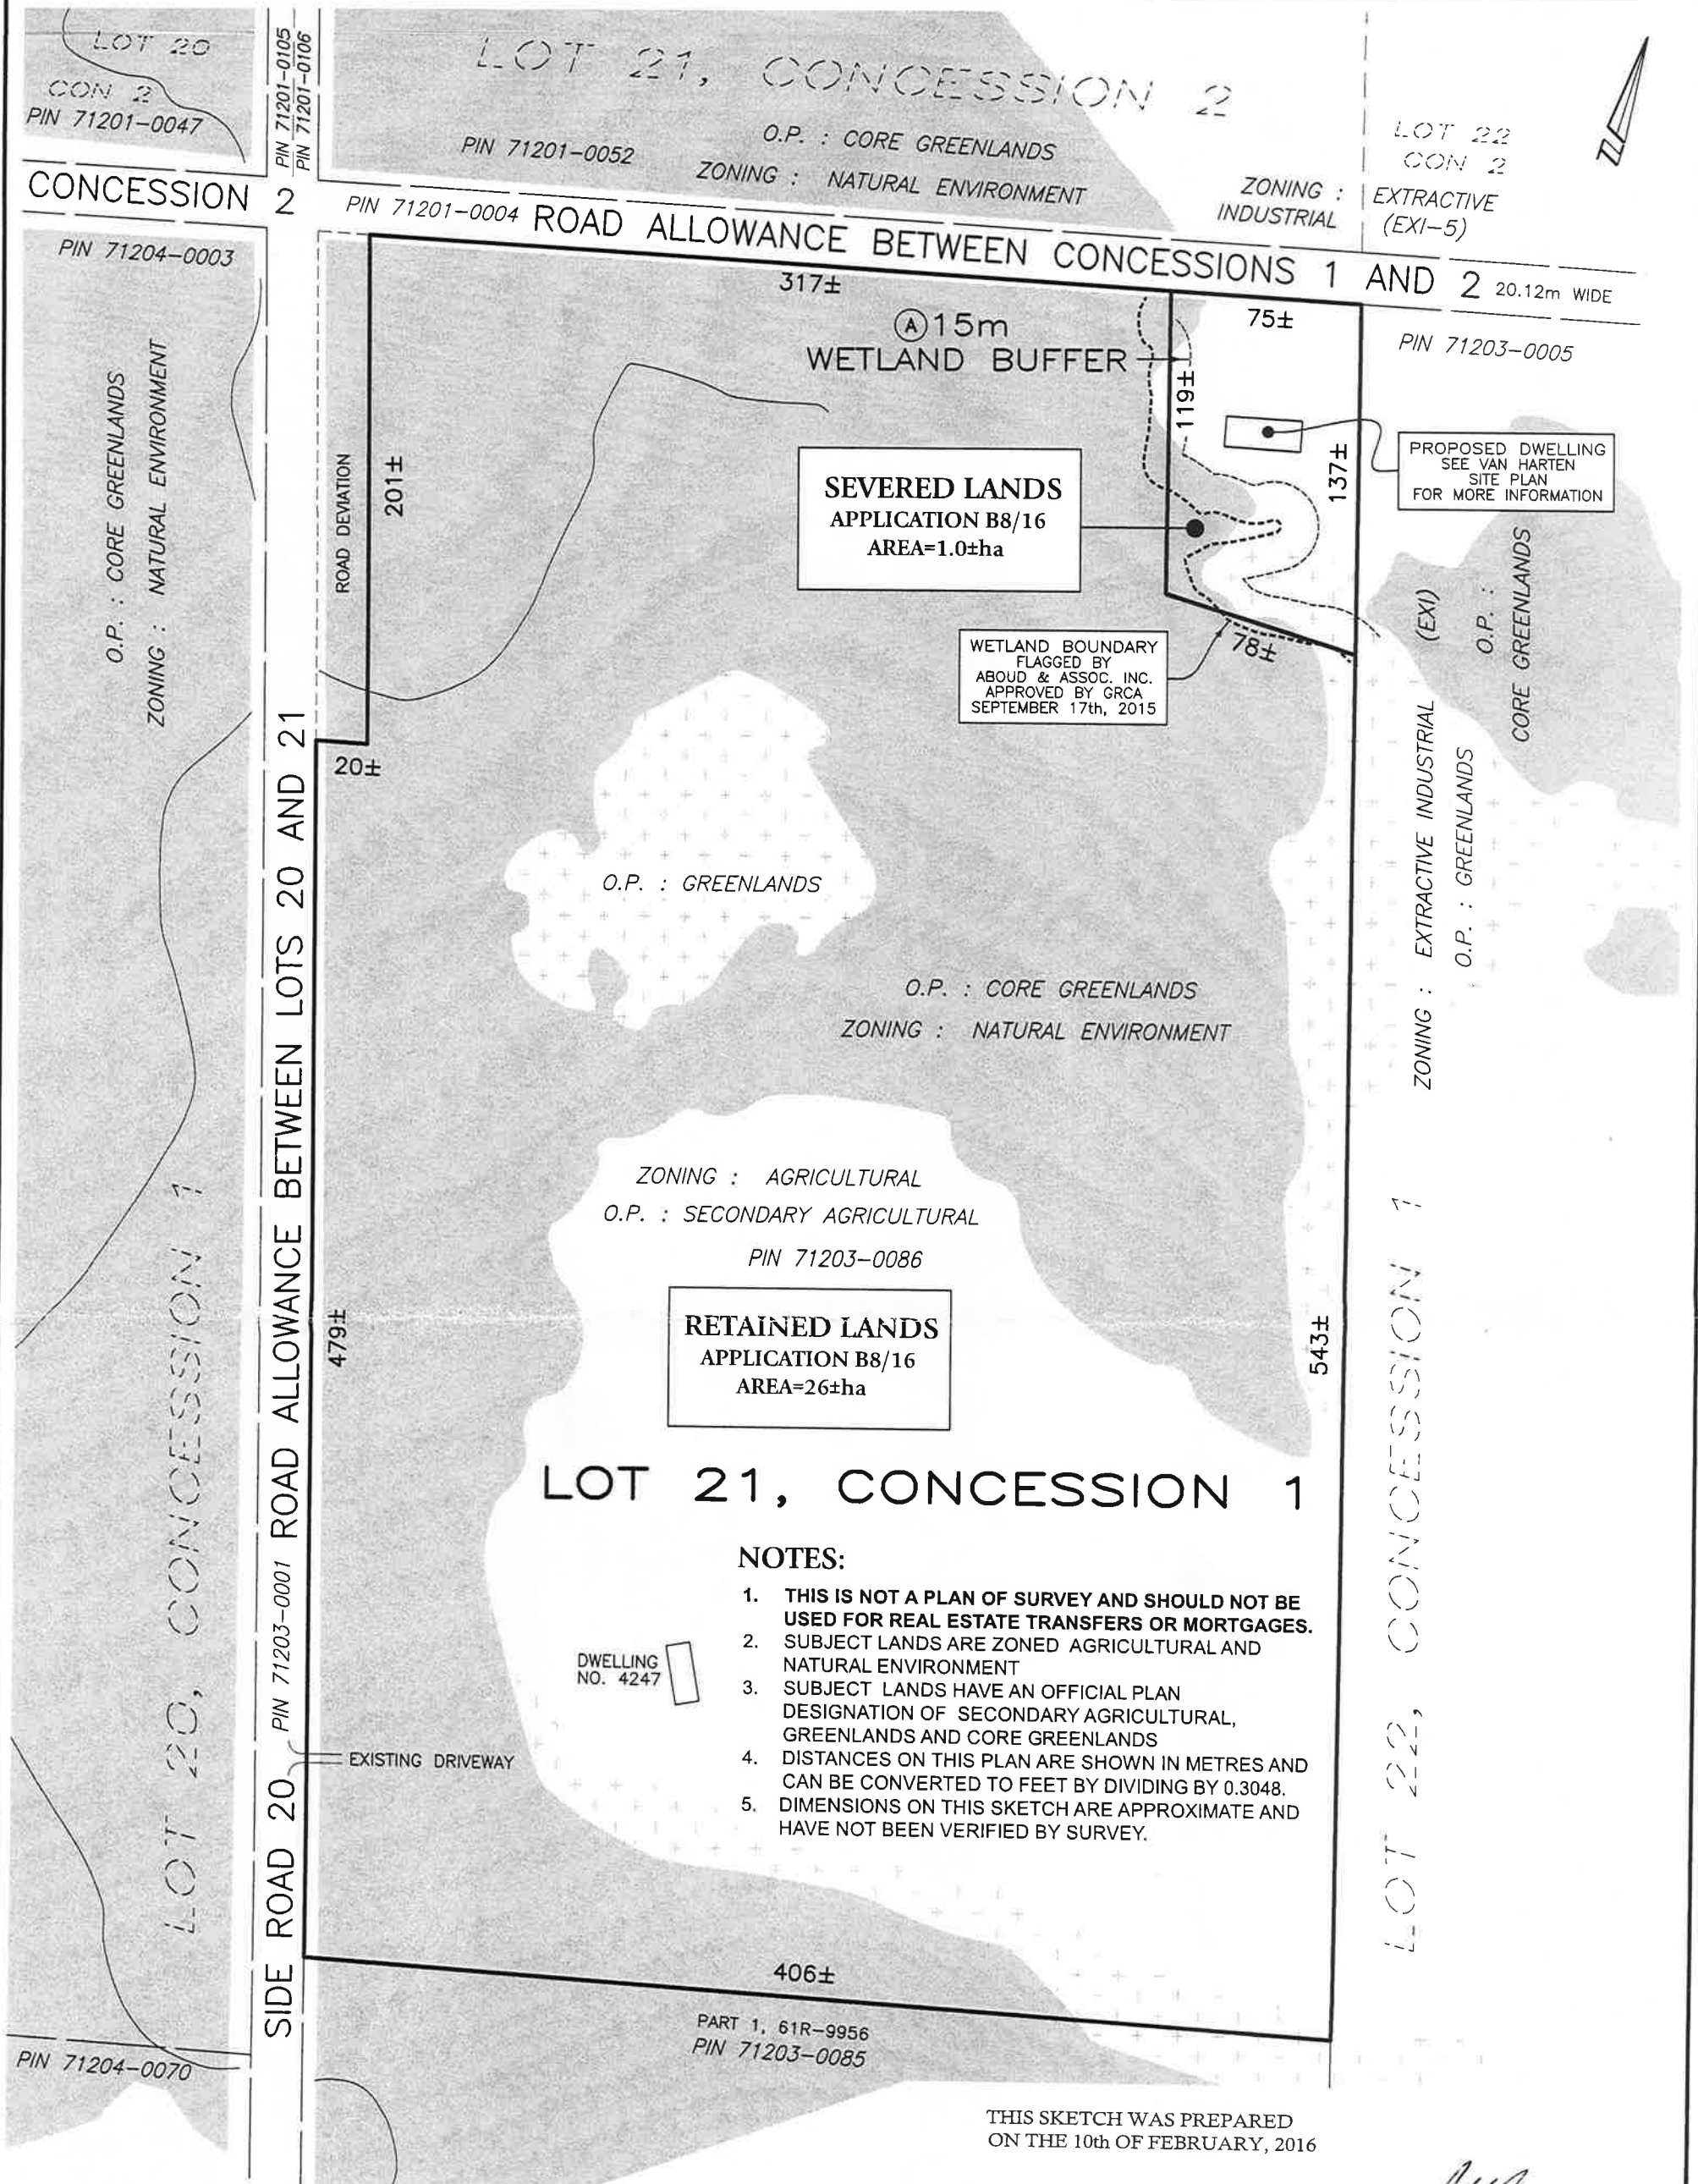 LOT 20
CON 2
PIN 71201-0047
PIN 71201-0105
PIN 71201-0106
LOT 21, CONCESSION 2
PIN 71201-0052
O.P. : CORE GREENLANDS
ZONING : NATURAL ENVIRONMENT
ZONING :
INDUSTRIAL
LOT 22
CON 2
EXTRACTIVE
(EXI-5)
CONCESSION 2
PIN 71201-0004 ROAD ALLOWANCE BETWEEN CONCESSIONS 1 AND 2 20.12m WIDE
PIN 71204-0003
PIN 71203-0005
317±
75±
A 15m
WETLAND BUFFER
119±
137±
PROPOSED DWELLING
SEE VAN HARTEN
SITE PLAN
FOR MORE INFORMATION
O.P. : CORE GREENLANDS
ZONING : NATURAL ENVIRONMENT
ROAD DEVIATION
201±
SEVERED LANDS
APPLICATION B8/16
AREA=1.0±ha
WETLAND BOUNDARY
FLAGGED BY
ABOUD & ASSOC. INC.
APPROVED BY GRCA
SEPTEMBER 17th, 2015
78±
20±
O.P. :
CORE GREENLANDS
ZONING : EXTRACTIVE INDUSTRIAL (EXI)
O.P. : GREENLANDS
O.P. : GREENLANDS
O.P. : CORE GREENLANDS
ZONING : NATURAL ENVIRONMENT
ZONING : AGRICULTURAL
O.P. : SECONDARY AGRICULTURAL
PIN 71203-0086
RETAINED LANDS
APPLICATION B8/16
AREA=26±ha
479±
543±
LOT 20, CONCESSION 1
SIDE ROAD 20 PIN 71203-0001 ROAD ALLOWANCE BETWEEN LOTS 20 AND 21
LOT 22, CONCESSION 1
LOT 21, CONCESSION 1
NOTES:
1. THIS IS NOT A PLAN OF SURVEY AND SHOULD NOT BE
USED FOR REAL ESTATE TRANSFERS OR MORTGAGES.
2. SUBJECT LANDS ARE ZONED AGRICULTURAL AND
NATURAL ENVIRONMENT
3. SUBJECT LANDS HAVE AN OFFICIAL PLAN
DESIGNATION OF SECONDARY AGRICULTURAL,
GREENLANDS AND CORE GREENLANDS
4. DISTANCES ON THIS PLAN ARE SHOWN IN METRES AND
CAN BE CONVERTED TO FEET BY DIVIDING BY 0.3048.
5. DIMENSIONS ON THIS SKETCH ARE APPROXIMATE AND
HAVE NOT BEEN VERIFIED BY SURVEY.
DWELLING
NO. 4247
EXISTING DRIVEWAY
406±
PART 1, 61R-9956
PIN 71203-0085
PIN 71204-0070
THIS SKETCH WAS PREPARED
ON THE 10th OF FEBRUARY, 2016